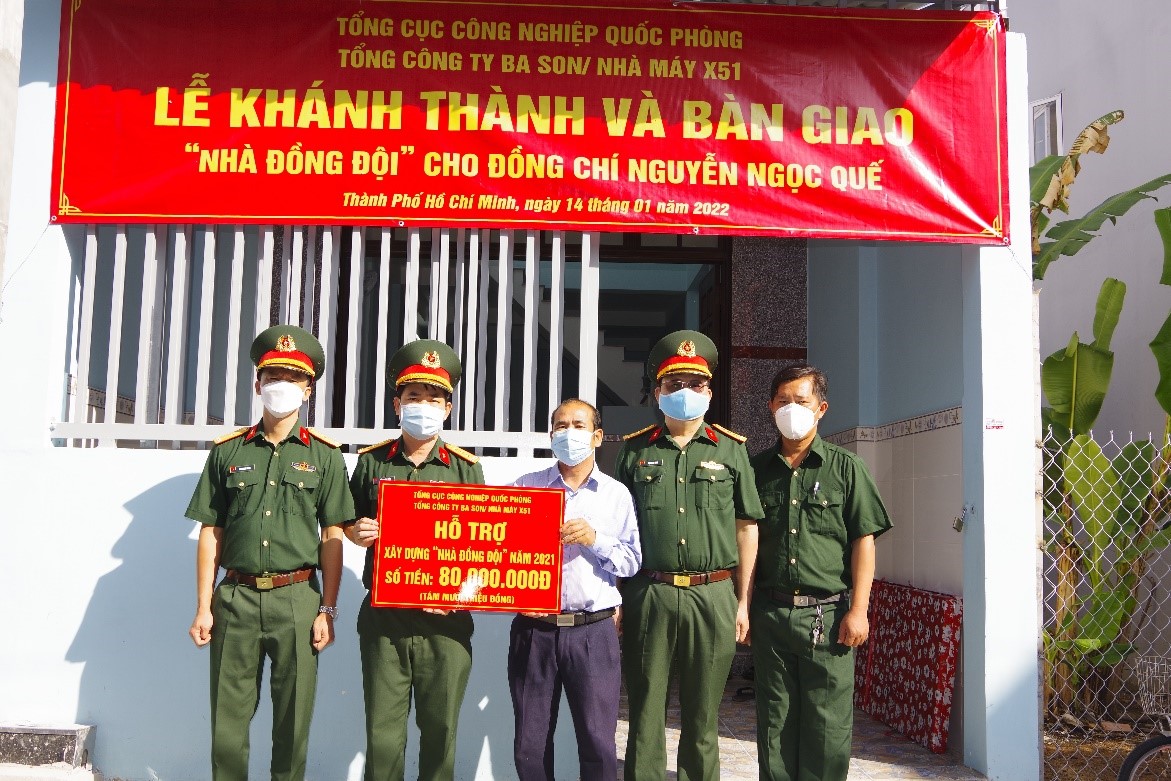 TỔNG CỤC CÔNG NGHIỆP QUỐC PHÒNG
TỔNG CÔNG TY BA SON/ NHÀ MÁY X51
LỄ KHÁNH THÀNH VÀ BÀN GIAO
“NHÀ ĐỒNG ĐỘI” CHO ĐỒNG CHÍ NGUYỄN NGỌC QUẾ
Thành Phố Hồ Chí Minh, ngày 14 tháng 01 năm 2022
TỔNG CỤC CÔNG NGHIỆP QUỐC PHÒNG
TỔNG CÔNG TY BA SON/ NHÀ MÁY X51
HỖ TRỢ
XÂY DỰNG “NHÀ ĐỒNG ĐỘI” NĂM 2021
SỐ TIỀN: 80.000.000Đ
(TÁM MƯƠI TRIỆU ĐỒNG)